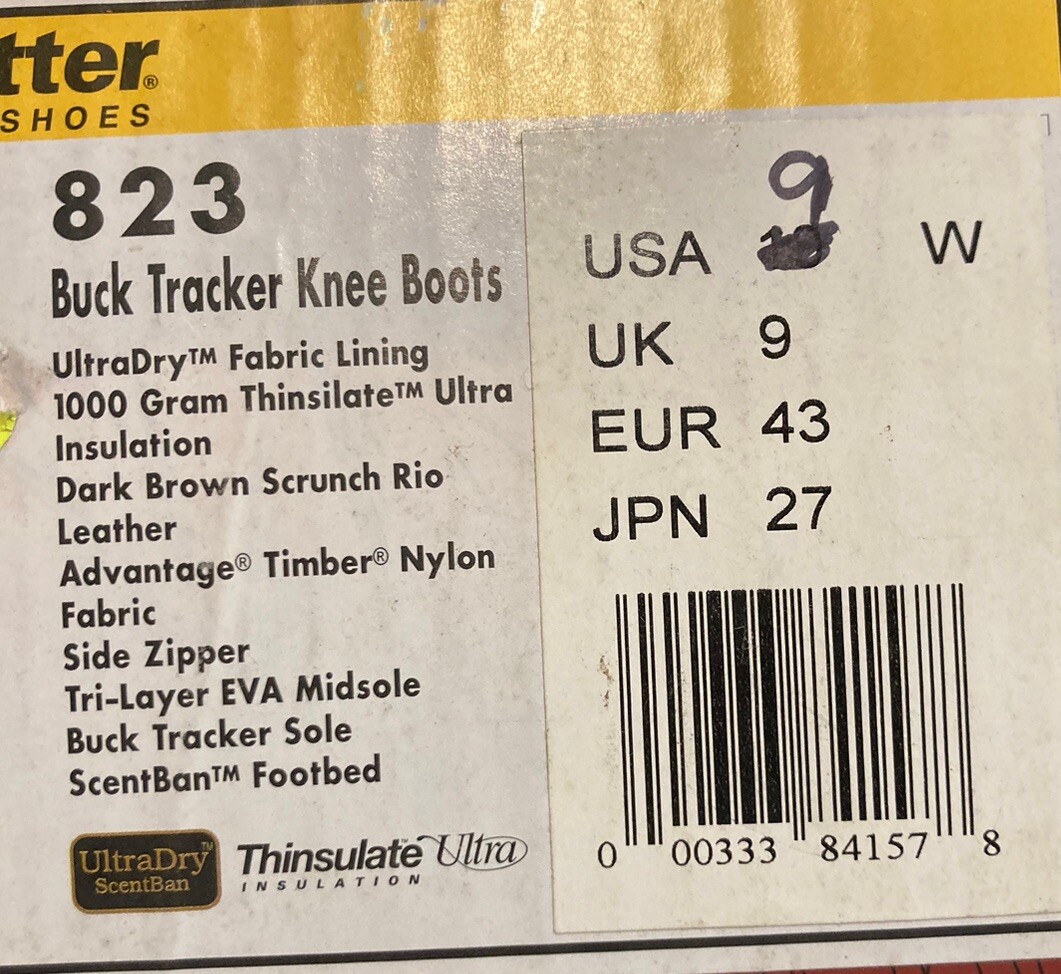 tter®
SHOES
823
Buck Tracker Knee Boots
UltraDry™ Fabric Lining
1000 Gram Thinsilate™ Ultra
Insulation
Dark Brown Scrunch Rio
Leather
Advantage® Timber® Nylon
Fabric
Side Zipper
Tri-Layer EVA Midsole
Buck Tracker Sole
ScentBan™ Footbed
UltraDry™
ScentBan
Thinsulate™ Ultra
INSULATION
9
USA W
UK 9
EUR 43
JPN 27
0 00333 84157 8